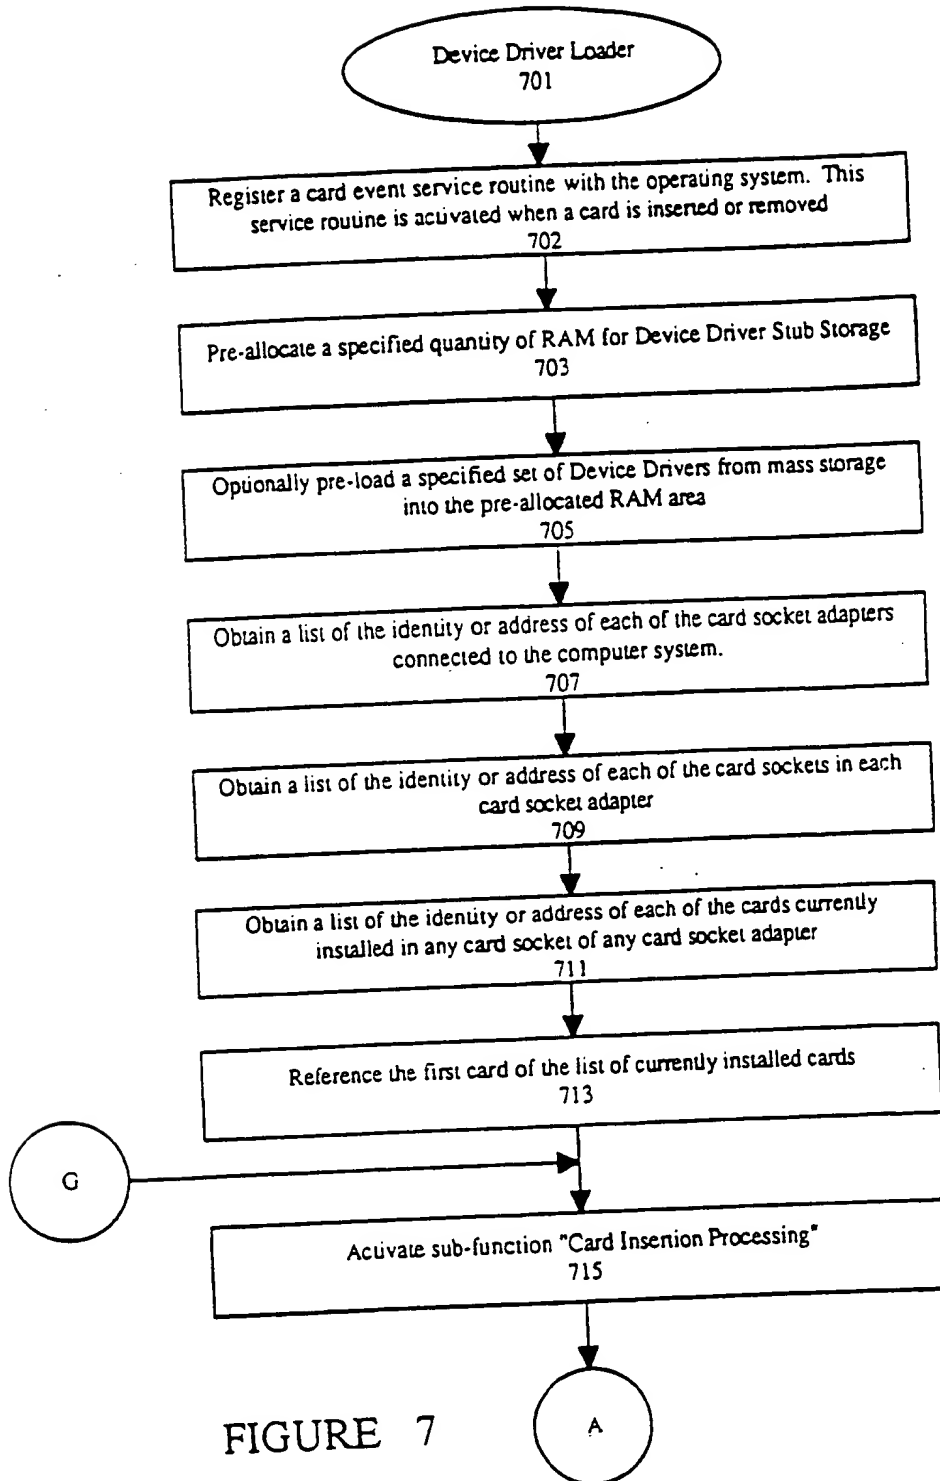 Device Driver Loader
701
Register a card event service routine with the operating system. This
service routine is activated when a card is inserted or removed
702
Pre-allocate a specified quantity of RAM for Device Driver Stub Storage
703
Optionally pre-load a specified set of Device Drivers from mass storage
into the pre-allocated RAM area
705
Obtain a list of the identity or address of each of the card socket adapters
connected to the computer system.
707
Obtain a list of the identity or address of each of the card sockets in each
card socket adapter
709
Obtain a list of the identity or address of each of the cards currently
installed in any card socket of any card socket adapter
711
Reference the first card of the list of currently installed cards
713
G
Activate sub-function "Card Insertion Processing"
715
A
FIGURE 7